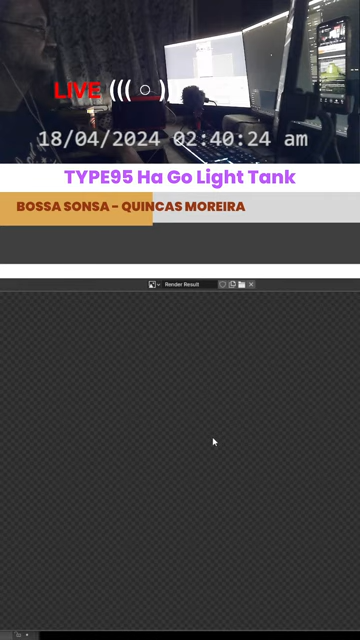 LIVE ((( ○ ))
18/04/2024 02:40:24 am
TYPE95 Ha Go Light Tank
BOSSA SONSA - QUINCAS MOREIRA
Render Result